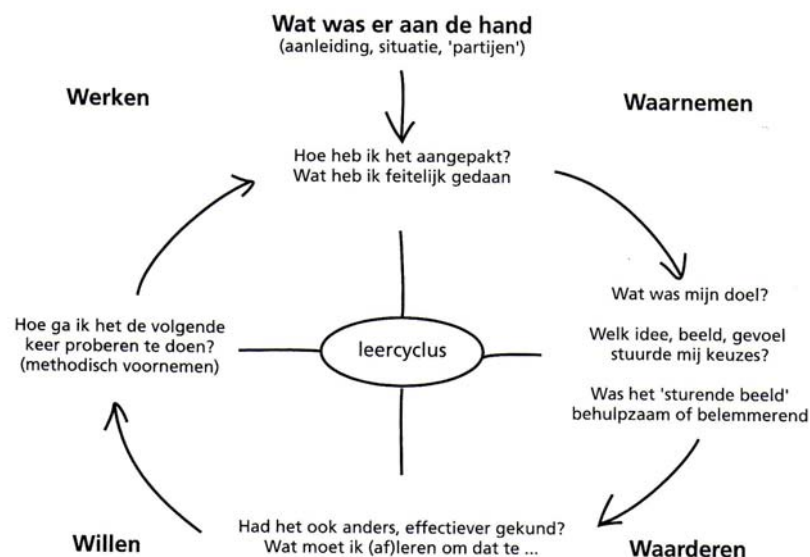 Wat was er aan de hand
(aanleiding, situatie, 'partijen')
Werken
Waarnemen
Hoe heb ik het aangepakt?
Wat heb ik feitelijk gedaan
Wat was mijn doel?
Welk idee, beeld, gevoel
stuurde mij keuzes?
Was het 'sturende beeld'
behulpzaam of belemmerend
Hoe ga ik het de volgende
keer proberen te doen?
(methodisch voornemen)
leercyclus
Had het ook anders, effectiever gekund?
Wat moet ik (af)leren om dat te ...
Willen
Waarderen